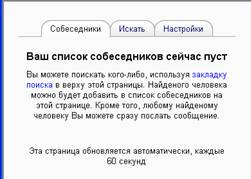 Собеседники Искать Настройки
Ваш список собеседников сейчас пуст
Вы можете поискать кого-либо, используя закладку
поиска в верху этой страницы. Найденого человека
можно будет добавить в список собеседников на
этой странице. Кроме того, любому найденому
человеку Вы можете сразу послать сообщение.
Эта страница обновляется автоматически, каждые
60 секунд